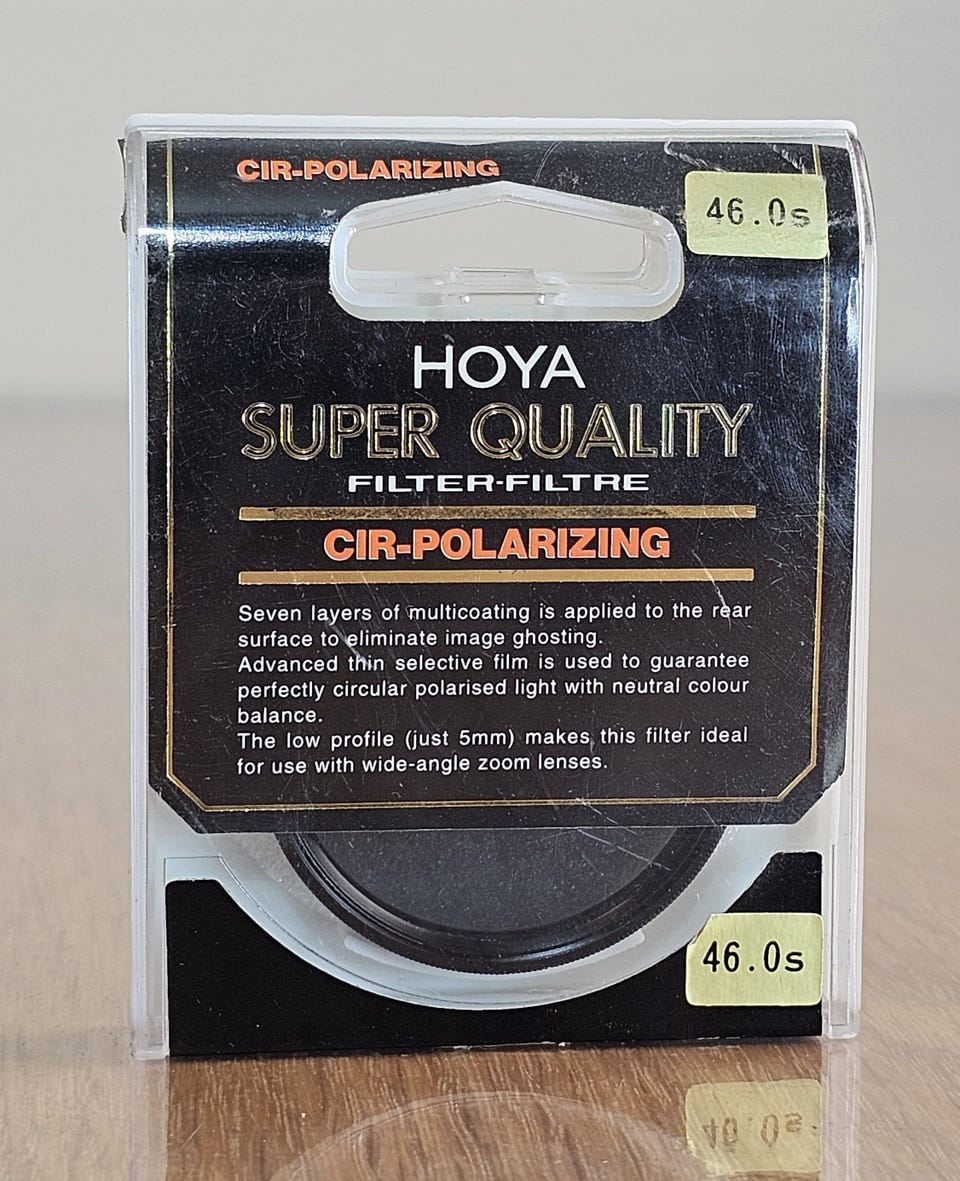 CIR-POLARIZING
46.0s
HOYA
SUPER QUALITY
FILTER·FILTRE
CIR-POLARIZING
Seven layers of multicoating is applied to the rear
surface to eliminate image ghosting.
Advanced thin selective film is used to guarantee
perfectly circular polarised light with neutral colour
balance.
The low profile (just 5mm) makes this filter ideal
for use with wide-angle zoom lenses.
46.0s